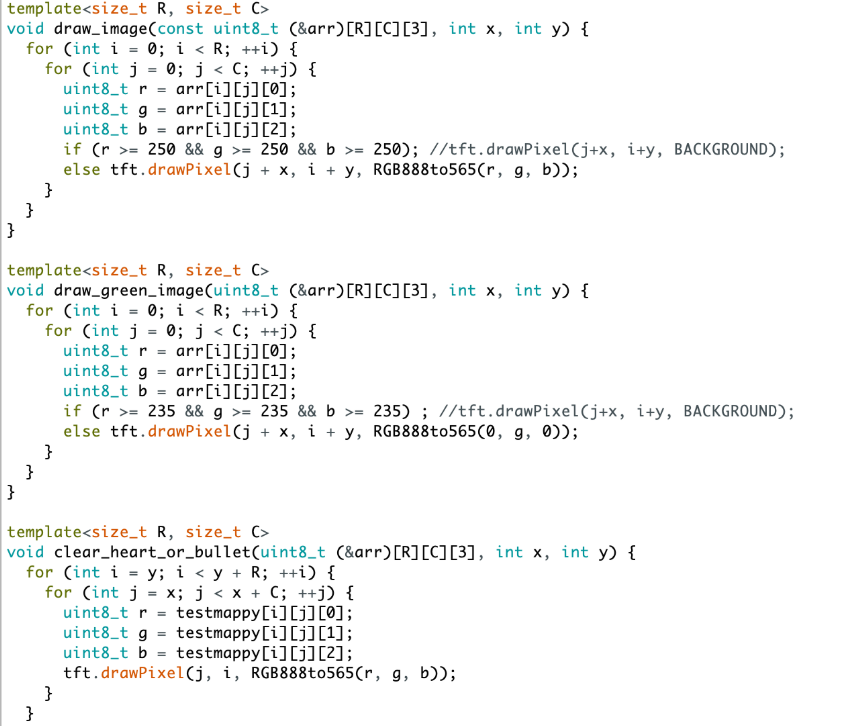 template<size_t R, size_t C>
void draw_image(const uint8_t (&arr)[R][C][3], int x, int y) {
  for (int i = 0; i < R; ++i) {
    for (int j = 0; j < C; ++j) {
      uint8_t r = arr[i][j][0];
      uint8_t g = arr[i][j][1];
      uint8_t b = arr[i][j][2];
      if (r >= 250 && g >= 250 && b >= 250); //tft.drawPixel(j+x, i+y, BACKGROUND);
      else tft.drawPixel(j + x, i + y, RGB888to565(r, g, b));
    }
  }
}

template<size_t R, size_t C>
void draw_green_image(uint8_t (&arr)[R][C][3], int x, int y) {
  for (int i = 0; i < R; ++i) {
    for (int j = 0; j < C; ++j) {
      uint8_t r = arr[i][j][0];
      uint8_t g = arr[i][j][1];
      uint8_t b = arr[i][j][2];
      if (r >= 235 && g >= 235 && b >= 235) ; //tft.drawPixel(j+x, i+y, BACKGROUND);
      else tft.drawPixel(j + x, i + y, RGB888to565(0, g, 0));
    }
  }
}

template<size_t R, size_t C>
void clear_heart_or_bullet(uint8_t (&arr)[R][C][3], int x, int y) {
  for (int i = y; i < y + R; ++i) {
    for (int j = x; j < x + C; ++j) {
      uint8_t r = testmappy[i][j][0];
      uint8_t g = testmappy[i][j][1];
      uint8_t b = testmappy[i][j][2];
      tft.drawPixel(j, i, RGB888to565(r, g, b));
    }
  }